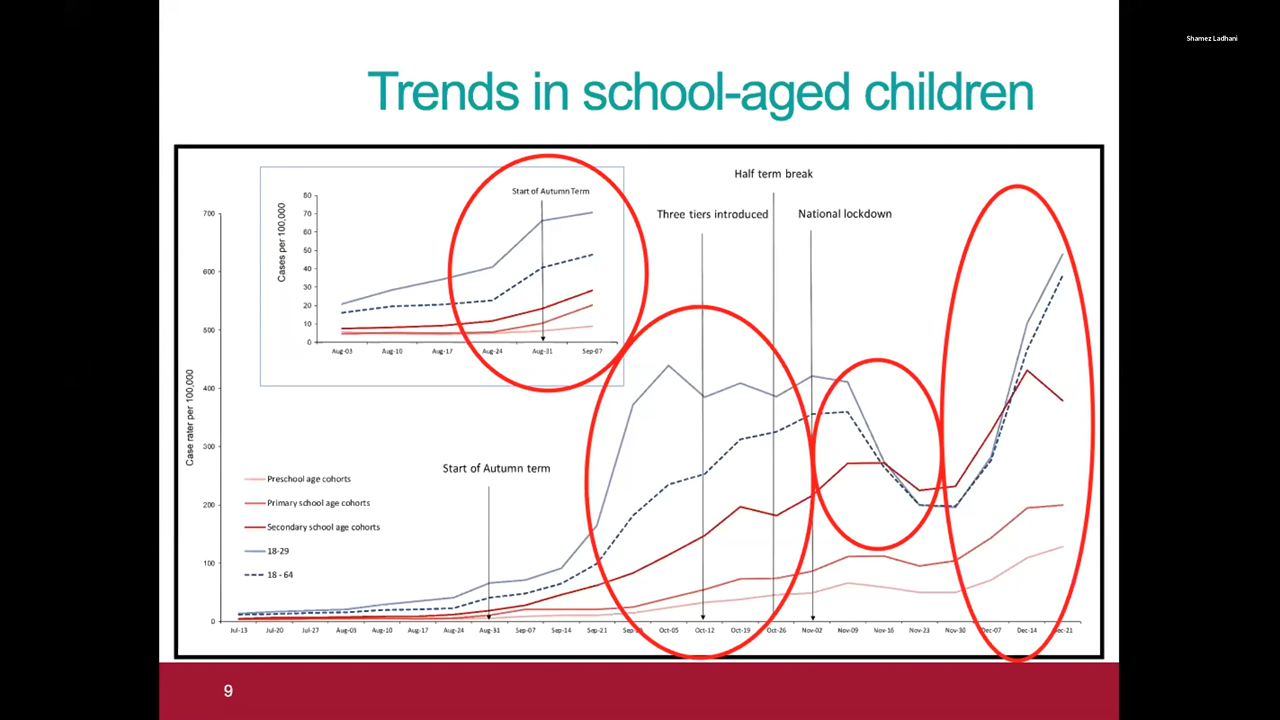 Shamez Ladhani
Trends in school-aged children
Half term break
Start of Autumn Term
Three tiers introduced
National lockdown
Cases per 100,000
80
70
60
50
40
30
20
10
0
Aug-03 Aug-10 Aug-17 Aug-24 Aug-31 Sep-07
Case rater per 100,000
700
600
500
400
300
200
100
0
Start of Autumn term
Preschool age cohorts
Primary school age cohorts
Secondary school age cohorts
18-29
18 - 64
Jul-13 Jul-20 Jul-27 Aug-03 Aug-10 Aug-17 Aug-24 Aug-31 Sep-07 Sep-14 Sep-21 Oct-05 Oct-12 Oct-19 Oct-26 Nov-02 Nov-09 Nov-16 Nov-23 Nov-30 Dec-07 Dec-14 Dec-21
9